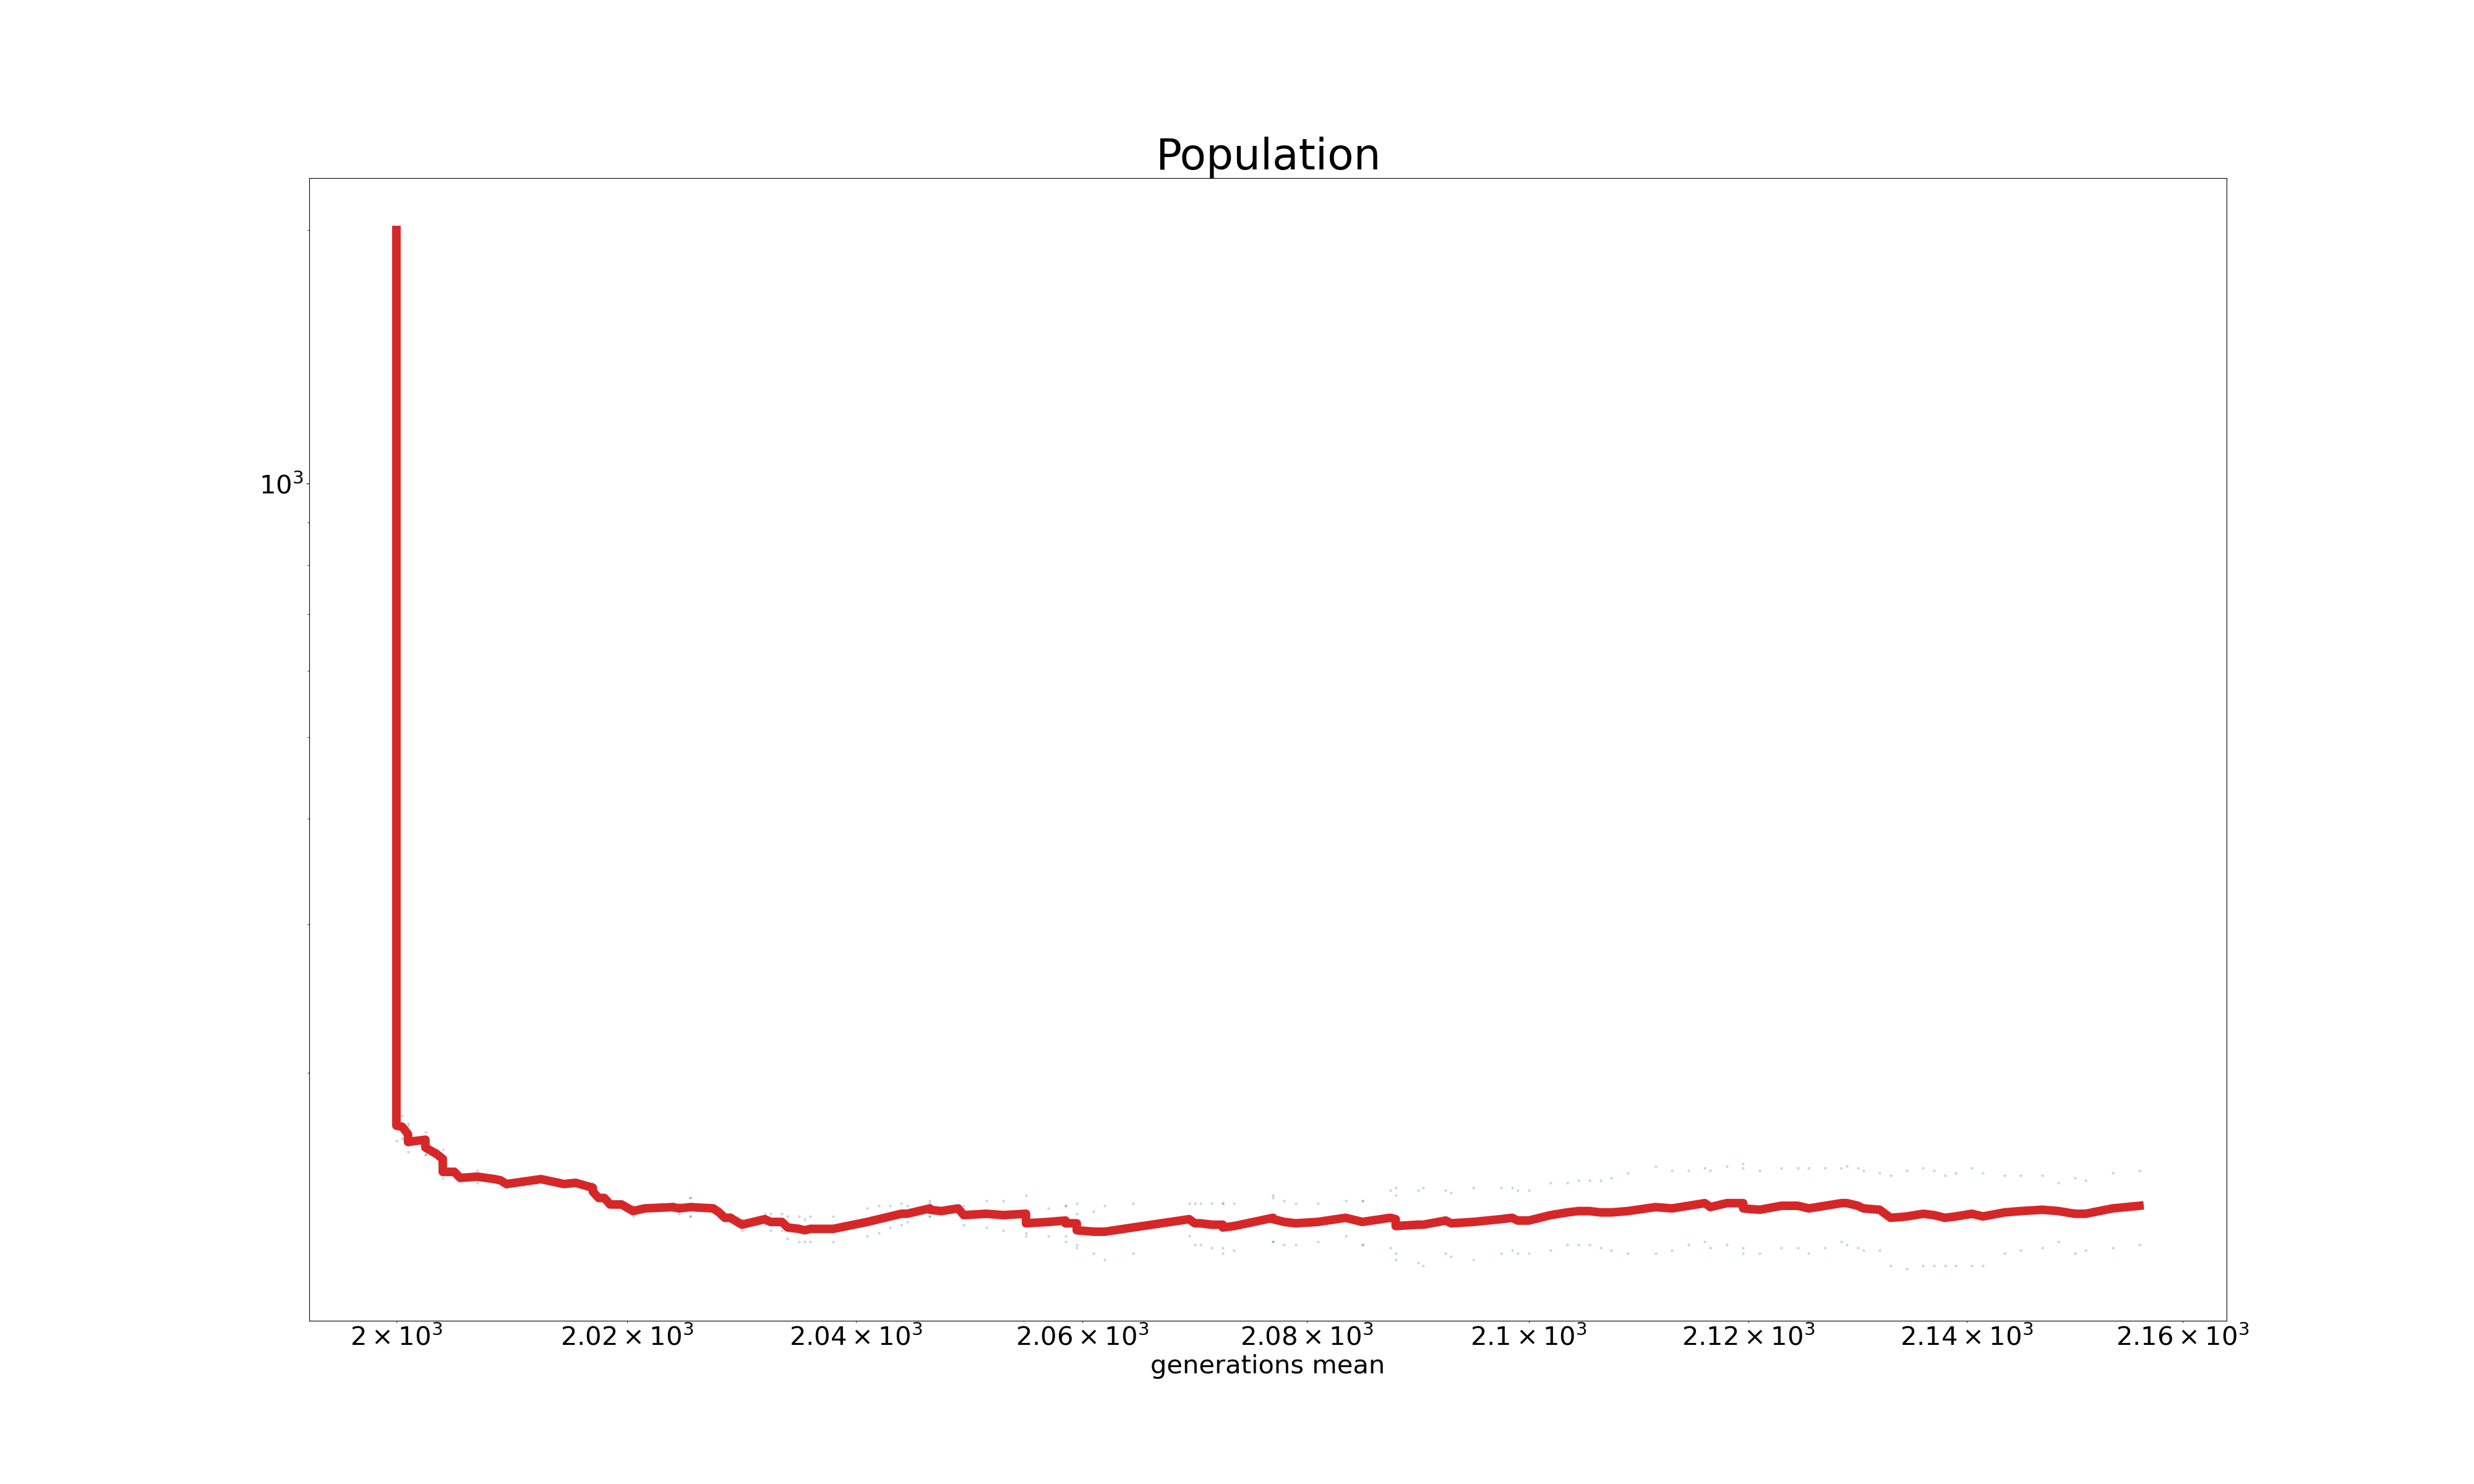 Population
10³
2 × 10³ 2.02 × 10³ 2.04 × 10³ 2.06 × 10³ 2.08 × 10³ 2.1 × 10³ 2.12 × 10³ 2.14 × 10³ 2.16 × 10³
generations mean